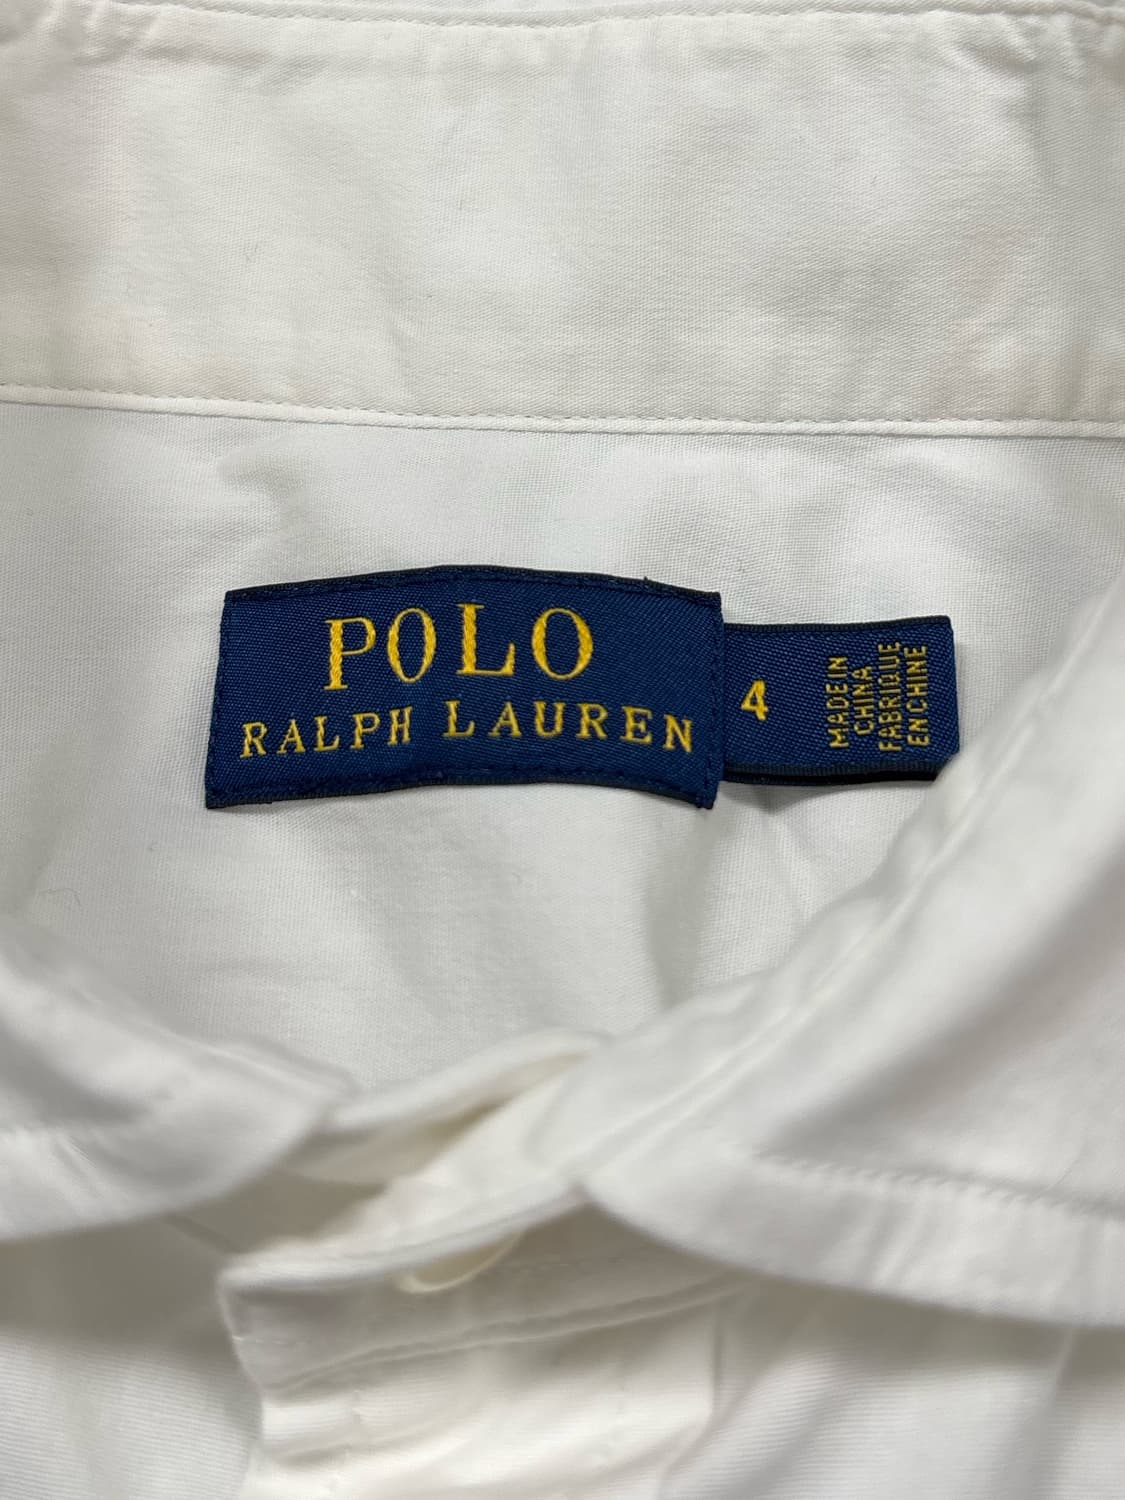 POLO
RALPH LAUREN
4
MADE IN
CHINA
FABRIQUE
EN CHINE